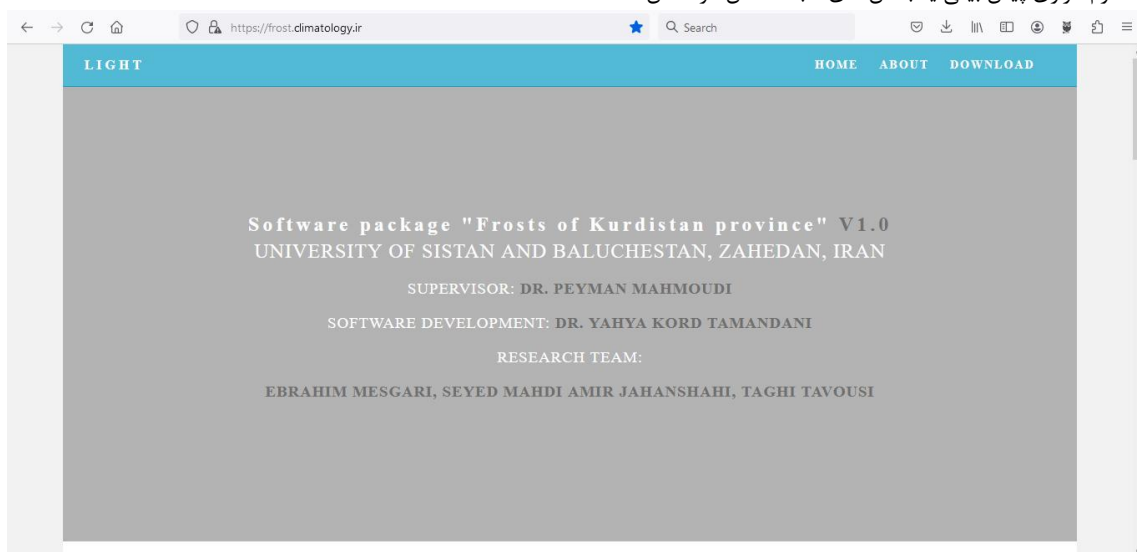 https://frost.climatology.ir
Search
LIGHT
HOME ABOUT DOWNLOAD
Software package "Frosts of Kurdistan province" V1.0
UNIVERSITY OF SISTAN AND BALUCHESTAN, ZAHEDAN, IRAN
SUPERVISOR: DR. PEYMAN MAHMOUDI
SOFTWARE DEVELOPMENT: DR. YAHYA KORD TAMANDANI
RESEARCH TEAM:
EBRAHIM MESGARI, SEYED MAHDI AMIR JAHANSHAHI, TAGHI TAVOUSI